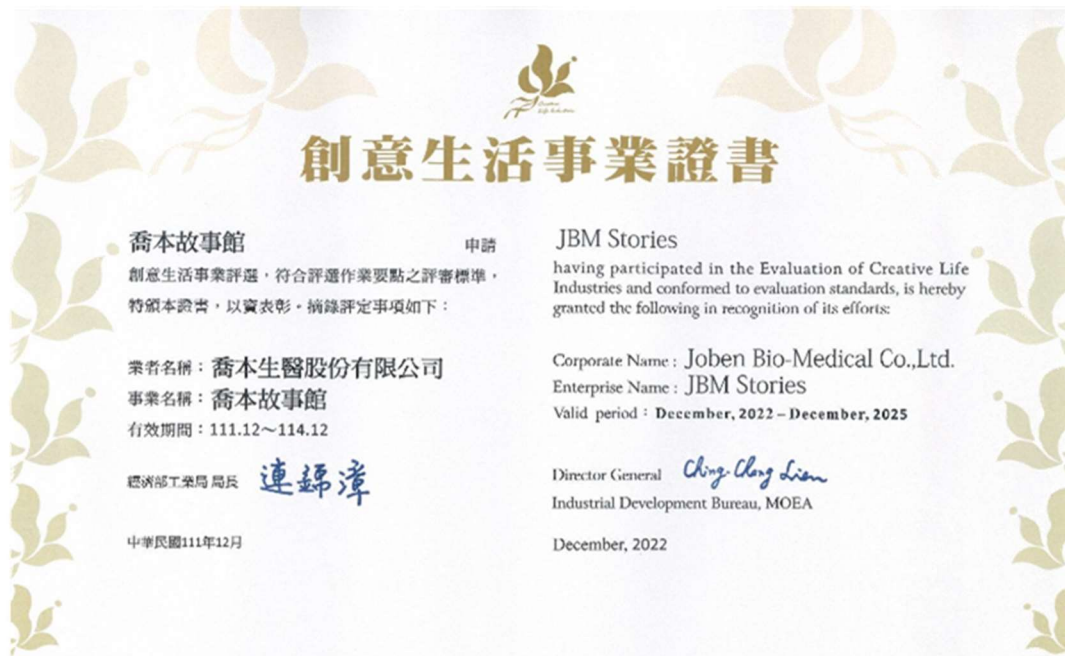 Creative
Life Industries
創意生活事業證書
喬本故事館 申請
創意生活事業評選，符合評選作業要點之評審標準，
特頒本證書，以資表彰。摘錄評定事項如下：
業者名稱：喬本生醫股份有限公司
事業名稱：喬本故事館
有效期間：111.12～114.12
經濟部工業局 局長 連錦漳
中華民國111年12月
JBM Stories
having participated in the Evaluation of Creative Life
Industries and conformed to evaluation standards, is hereby
granted the following in recognition of its efforts:
Corporate Name : Joben Bio-Medical Co.,Ltd.
Enterprise Name : JBM Stories
Valid period : December, 2022 – December, 2025
Director General Ching-Chang Lien
Industrial Development Bureau, MOEA
December, 2022